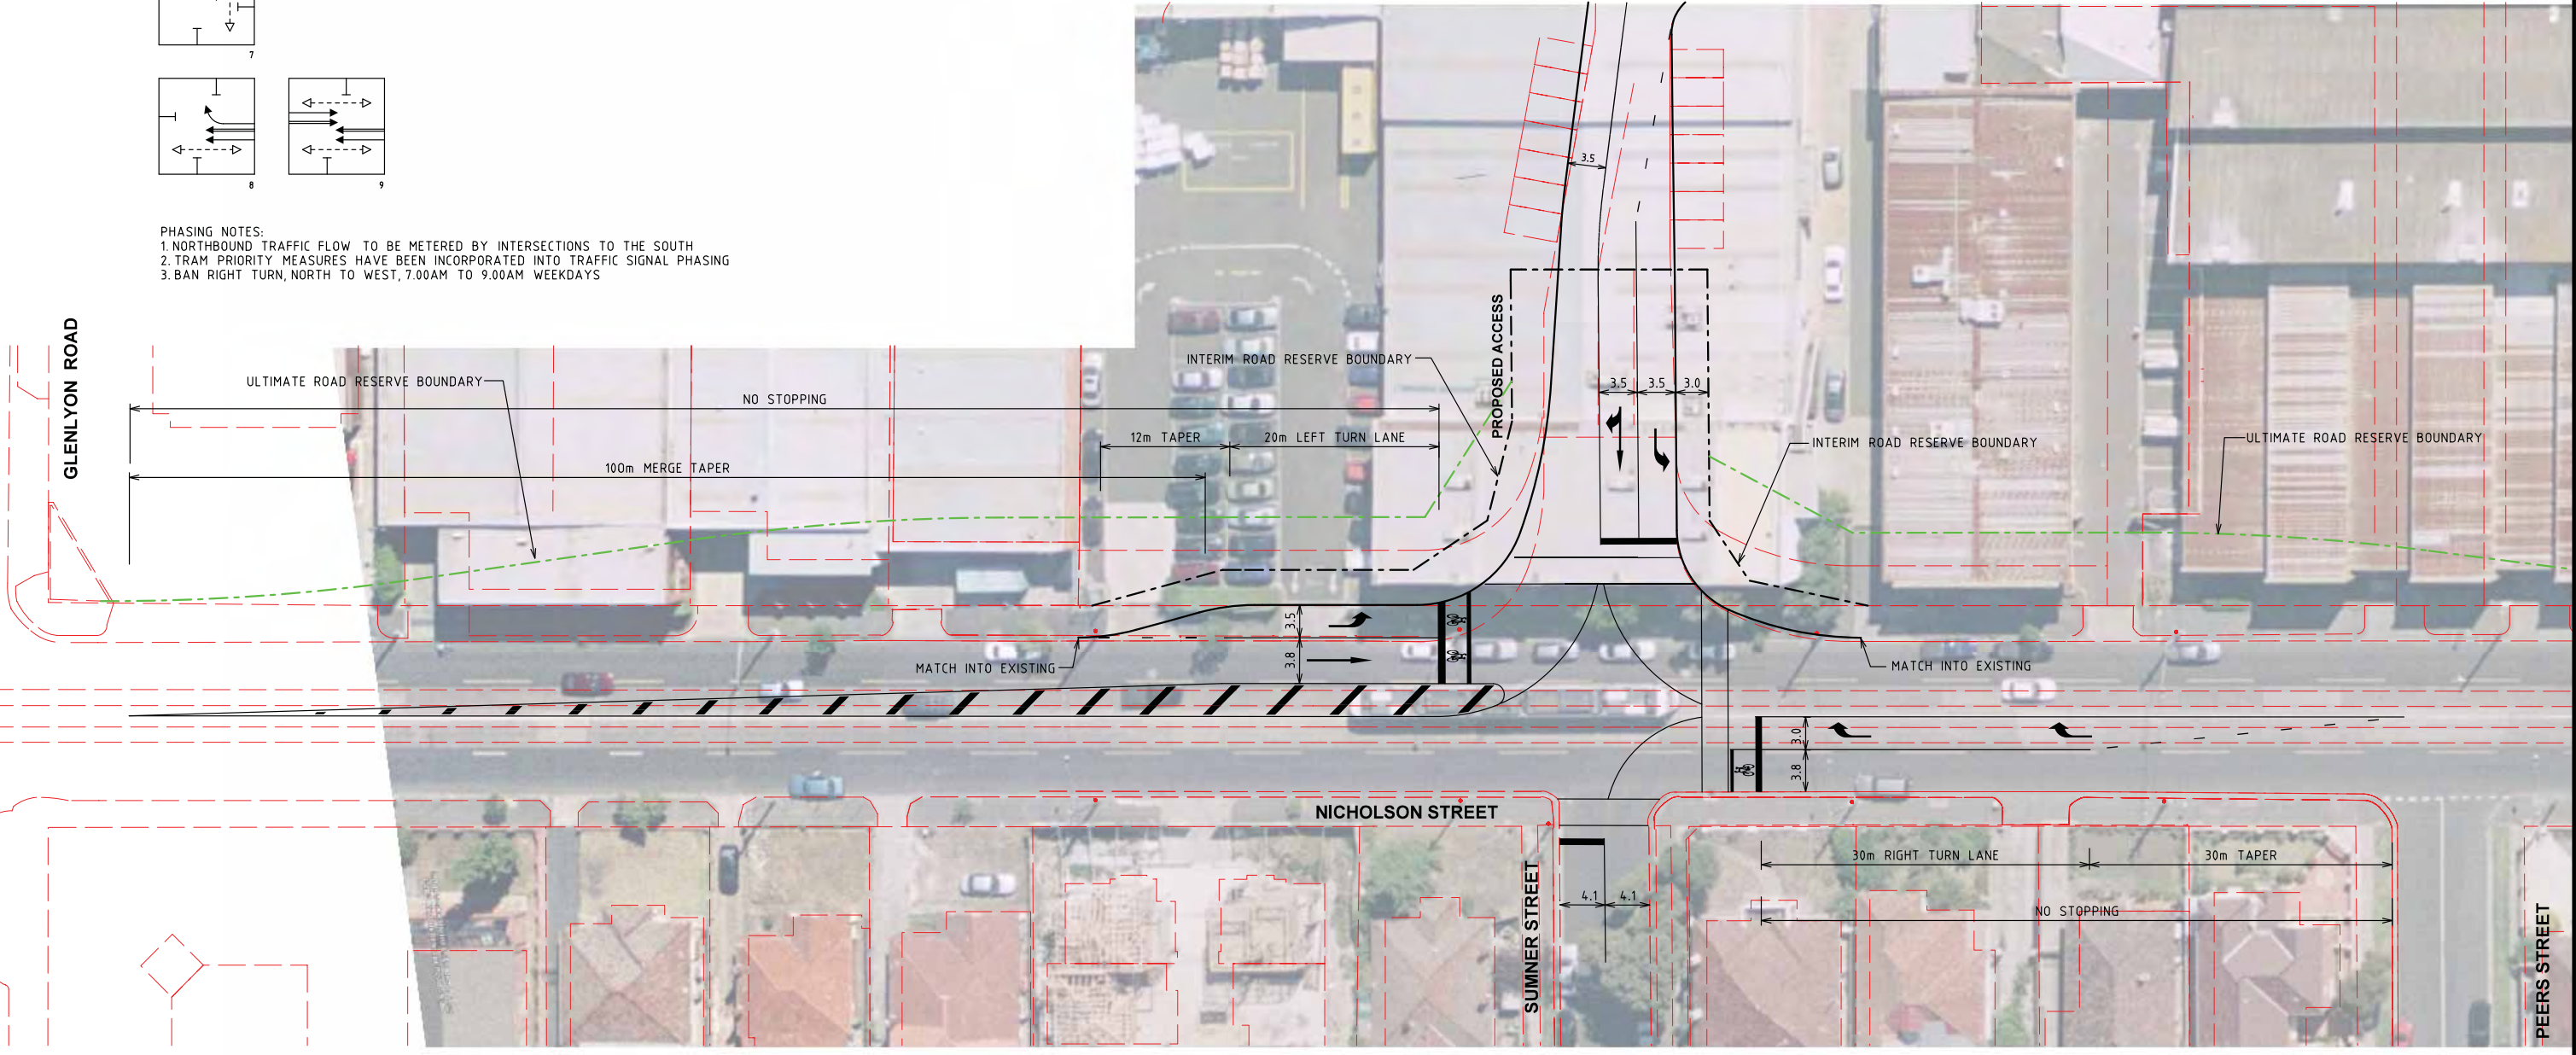 7
8
9
PHASING NOTES:
1. NORTHBOUND TRAFFIC FLOW TO BE METERED BY INTERSECTIONS TO THE SOUTH
2. TRAM PRIORITY MEASURES HAVE BEEN INCORPORATED INTO TRAFFIC SIGNAL PHASING
3. BAN RIGHT TURN, NORTH TO WEST, 7.00AM TO 9.00AM WEEKDAYS
GLENLYON ROAD
ULTIMATE ROAD RESERVE BOUNDARY
NO STOPPING
100m MERGE TAPER
12m TAPER
20m LEFT TURN LANE
INTERIM ROAD RESERVE BOUNDARY
PROPOSED ACCESS
3.5
3.5
3.5
3.0
INTERIM ROAD RESERVE BOUNDARY
ULTIMATE ROAD RESERVE BOUNDARY
3.5
3.8
MATCH INTO EXISTING
MATCH INTO EXISTING
3.0
3.8
NICHOLSON STREET
SUMNER STREET
4.1
4.1
30m RIGHT TURN LANE
30m TAPER
NO STOPPING
PEERS STREET